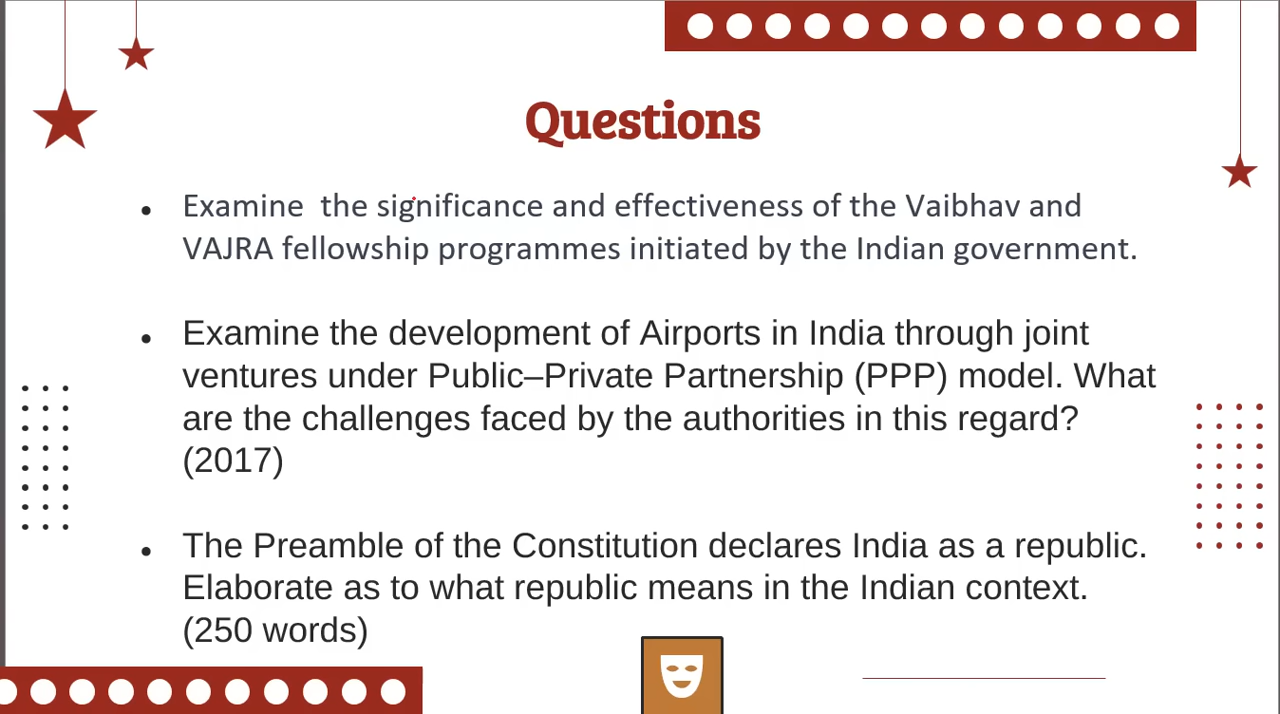 Questions
• Examine the significance and effectiveness of the Vaibhav and
VAJRA fellowship programmes initiated by the Indian government.
• Examine the development of Airports in India through joint
ventures under Public–Private Partnership (PPP) model. What
are the challenges faced by the authorities in this regard?
(2017)
• The Preamble of the Constitution declares India as a republic.
Elaborate as to what republic means in the Indian context.
(250 words)